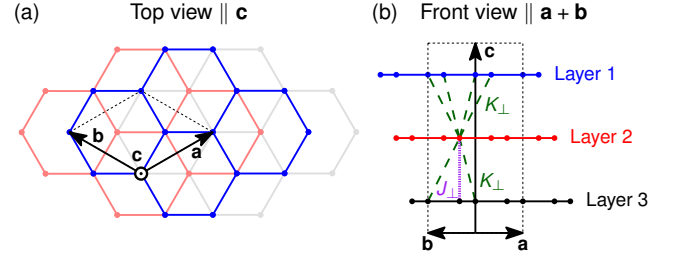 (a) Top view ∥ c
b
c
a
(b) Front view ∥ a + b
c
Layer 1
K⊥
Layer 2
J⊥
K⊥
Layer 3
b
a